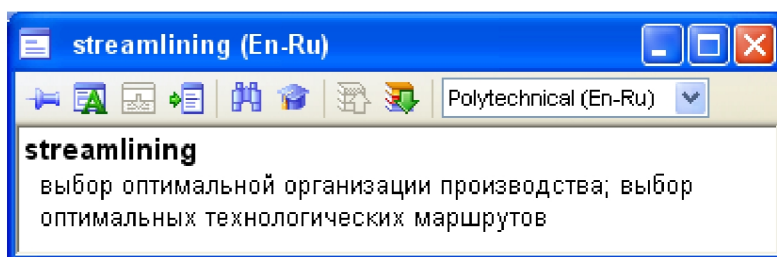 streamlining (En-Ru)
Polytechnical (En-Ru)
streamlining
выбор оптимальной организации производства; выбор
оптимальных технологических маршрутов